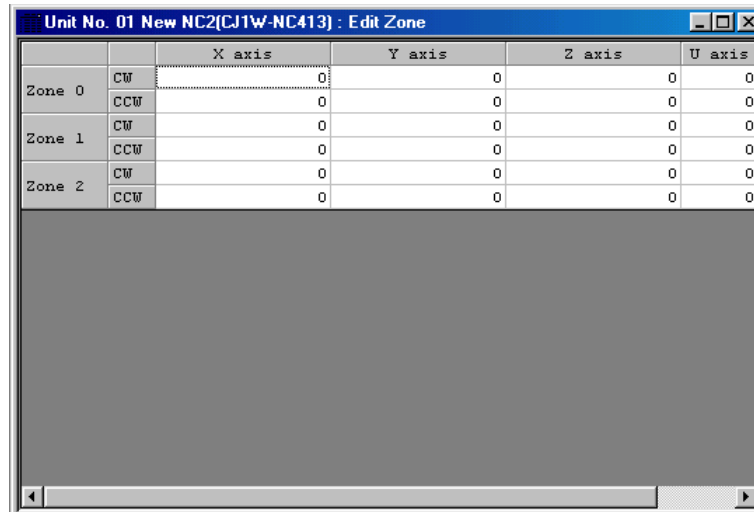 Unit No. 01 New NC2(CJ1W-NC413) : Edit Zone
X axis Y axis Z axis U axis
Zone 0 CW 0 0 0 0
CCW 0 0 0 0
Zone 1 CW 0 0 0 0
CCW 0 0 0 0
Zone 2 CW 0 0 0 0
CCW 0 0 0 0